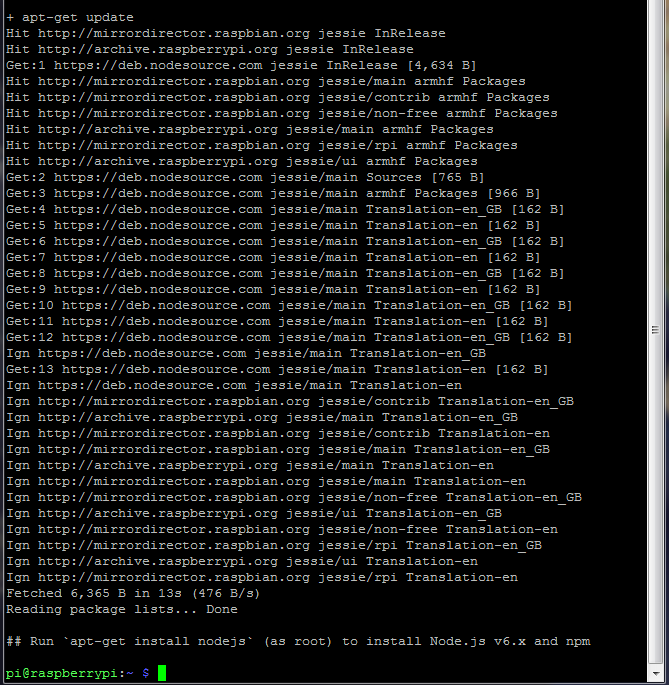 + apt-get update
Hit http://mirrordirector.raspbian.org jessie InRelease
Hit http://archive.raspberrypi.org jessie InRelease
Get:1 https://deb.nodesource.com jessie InRelease [4,634 B]
Hit http://mirrordirector.raspbian.org jessie/main armhf Packages
Hit http://mirrordirector.raspbian.org jessie/contrib armhf Packages
Hit http://mirrordirector.raspbian.org jessie/non-free armhf Packages
Hit http://archive.raspberrypi.org jessie/main armhf Packages
Hit http://mirrordirector.raspbian.org jessie/rpi armhf Packages
Hit http://archive.raspberrypi.org jessie/ui armhf Packages
Get:2 https://deb.nodesource.com jessie/main Sources [765 B]
Get:3 https://deb.nodesource.com jessie/main armhf Packages [966 B]
Get:4 https://deb.nodesource.com jessie/main Translation-en_GB [162 B]
Get:5 https://deb.nodesource.com jessie/main Translation-en [162 B]
Get:6 https://deb.nodesource.com jessie/main Translation-en_GB [162 B]
Get:7 https://deb.nodesource.com jessie/main Translation-en [162 B]
Get:8 https://deb.nodesource.com jessie/main Translation-en_GB [162 B]
Get:9 https://deb.nodesource.com jessie/main Translation-en [162 B]
Get:10 https://deb.nodesource.com jessie/main Translation-en_GB [162 B]
Get:11 https://deb.nodesource.com jessie/main Translation-en [162 B]
Get:12 https://deb.nodesource.com jessie/main Translation-en_GB [162 B]
Ign https://deb.nodesource.com jessie/main Translation-en_GB
Get:13 https://deb.nodesource.com jessie/main Translation-en [162 B]
Ign https://deb.nodesource.com jessie/main Translation-en
Ign http://mirrordirector.raspbian.org jessie/contrib Translation-en_GB
Ign http://archive.raspberrypi.org jessie/main Translation-en_GB
Ign http://mirrordirector.raspbian.org jessie/contrib Translation-en
Ign http://mirrordirector.raspbian.org jessie/main Translation-en_GB
Ign http://archive.raspberrypi.org jessie/main Translation-en
Ign http://mirrordirector.raspbian.org jessie/main Translation-en
Ign http://mirrordirector.raspbian.org jessie/non-free Translation-en_GB
Ign http://archive.raspberrypi.org jessie/ui Translation-en_GB
Ign http://mirrordirector.raspbian.org jessie/non-free Translation-en
Ign http://mirrordirector.raspbian.org jessie/rpi Translation-en_GB
Ign http://archive.raspberrypi.org jessie/ui Translation-en
Ign http://mirrordirector.raspbian.org jessie/rpi Translation-en
Fetched 6,365 B in 13s (476 B/s)
Reading package lists... Done
## Run `apt-get install nodejs` (as root) to install Node.js v6.x and npm
pi@raspberrypi:~ $